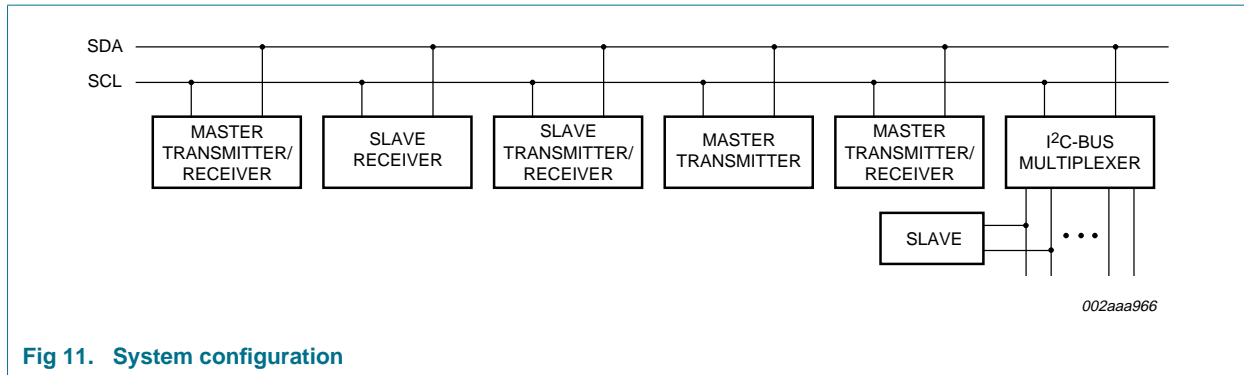 SDA
SCL
MASTER
TRANSMITTER/
RECEIVER
SLAVE
RECEIVER
SLAVE
TRANSMITTER/
RECEIVER
MASTER
TRANSMITTER
MASTER
TRANSMITTER/
RECEIVER
I²C-BUS
MULTIPLEXER
SLAVE
002aaa966
Fig 11. System configuration